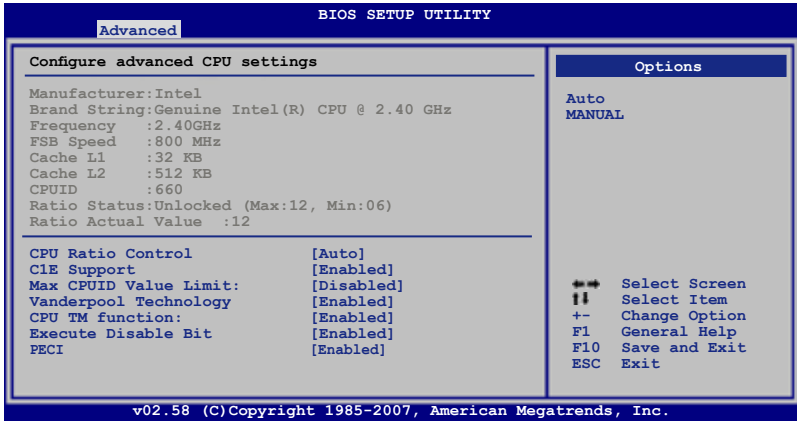 BIOS SETUP UTILITY
Advanced
Configure advanced CPU settings
Manufacturer:Intel
Brand String:Genuine Intel(R) CPU @ 2.40 GHz
Frequency :2.40GHz
FSB Speed :800 MHz
Cache L1 :32 KB
Cache L2 :512 KB
CPUID :660
Ratio Status:Unlocked (Max:12, Min:06)
Ratio Actual Value :12
CPU Ratio Control [Auto]
C1E Support [Enabled]
Max CPUID Value Limit: [Disabled]
Vanderpool Technology [Enabled]
CPU TM function: [Enabled]
Execute Disable Bit [Enabled]
PECI [Enabled]
Options
Auto
MANUAL
←→ Select Screen
↑↓ Select Item
+- Change Option
F1 General Help
F10 Save and Exit
ESC Exit
v02.58 (C)Copyright 1985-2007, American Megatrends, Inc.